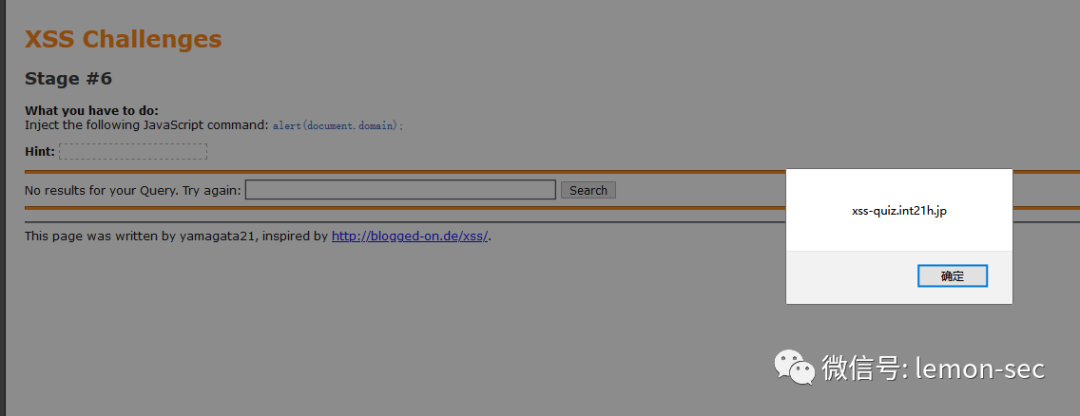 XSS Challenges
Stage #6
What you have to do:
Inject the following JavaScript command: alert(document.domain);
Hint:
No results for your Query. Try again: Search
xss-quiz.int21h.jp
确定
This page was written by yamagata21, inspired by http://blogged-on.de/xss/.
微信号: lemon-sec